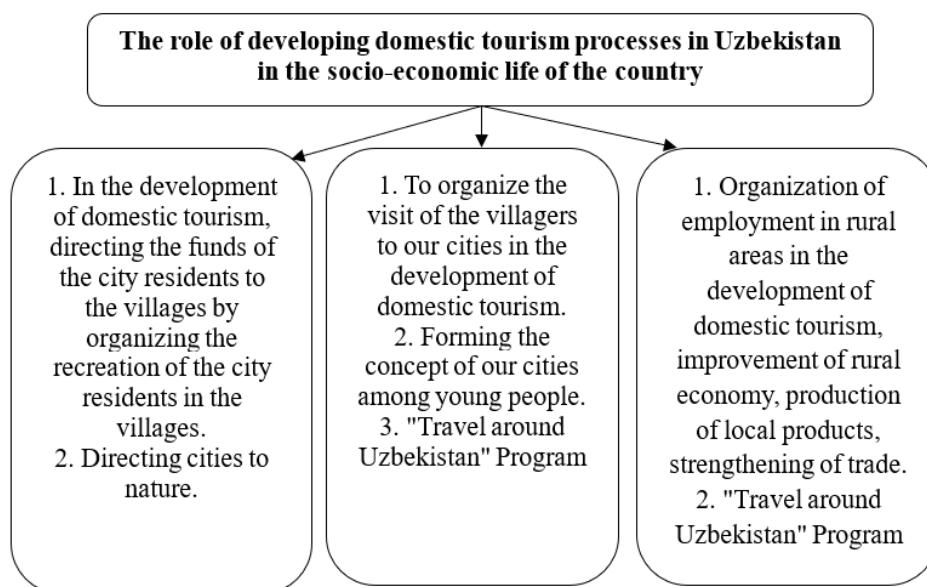 The role of developing domestic tourism processes in Uzbekistan
in the socio-economic life of the country
1. In the development
of domestic tourism,
directing the funds of
the city residents to
the villages by
organizing the
recreation of the city
residents in the
villages.
2. Directing cities to
nature.
1. To organize the
visit of the villagers
to our cities in the
development of
domestic tourism.
2. Forming the
concept of our cities
among young people.
3. "Travel around
Uzbekistan" Program
1. Organization of
employment in rural
areas in the
development of
domestic tourism,
improvement of rural
economy, production
of local products,
strengthening of trade.
2. "Travel around
Uzbekistan" Program